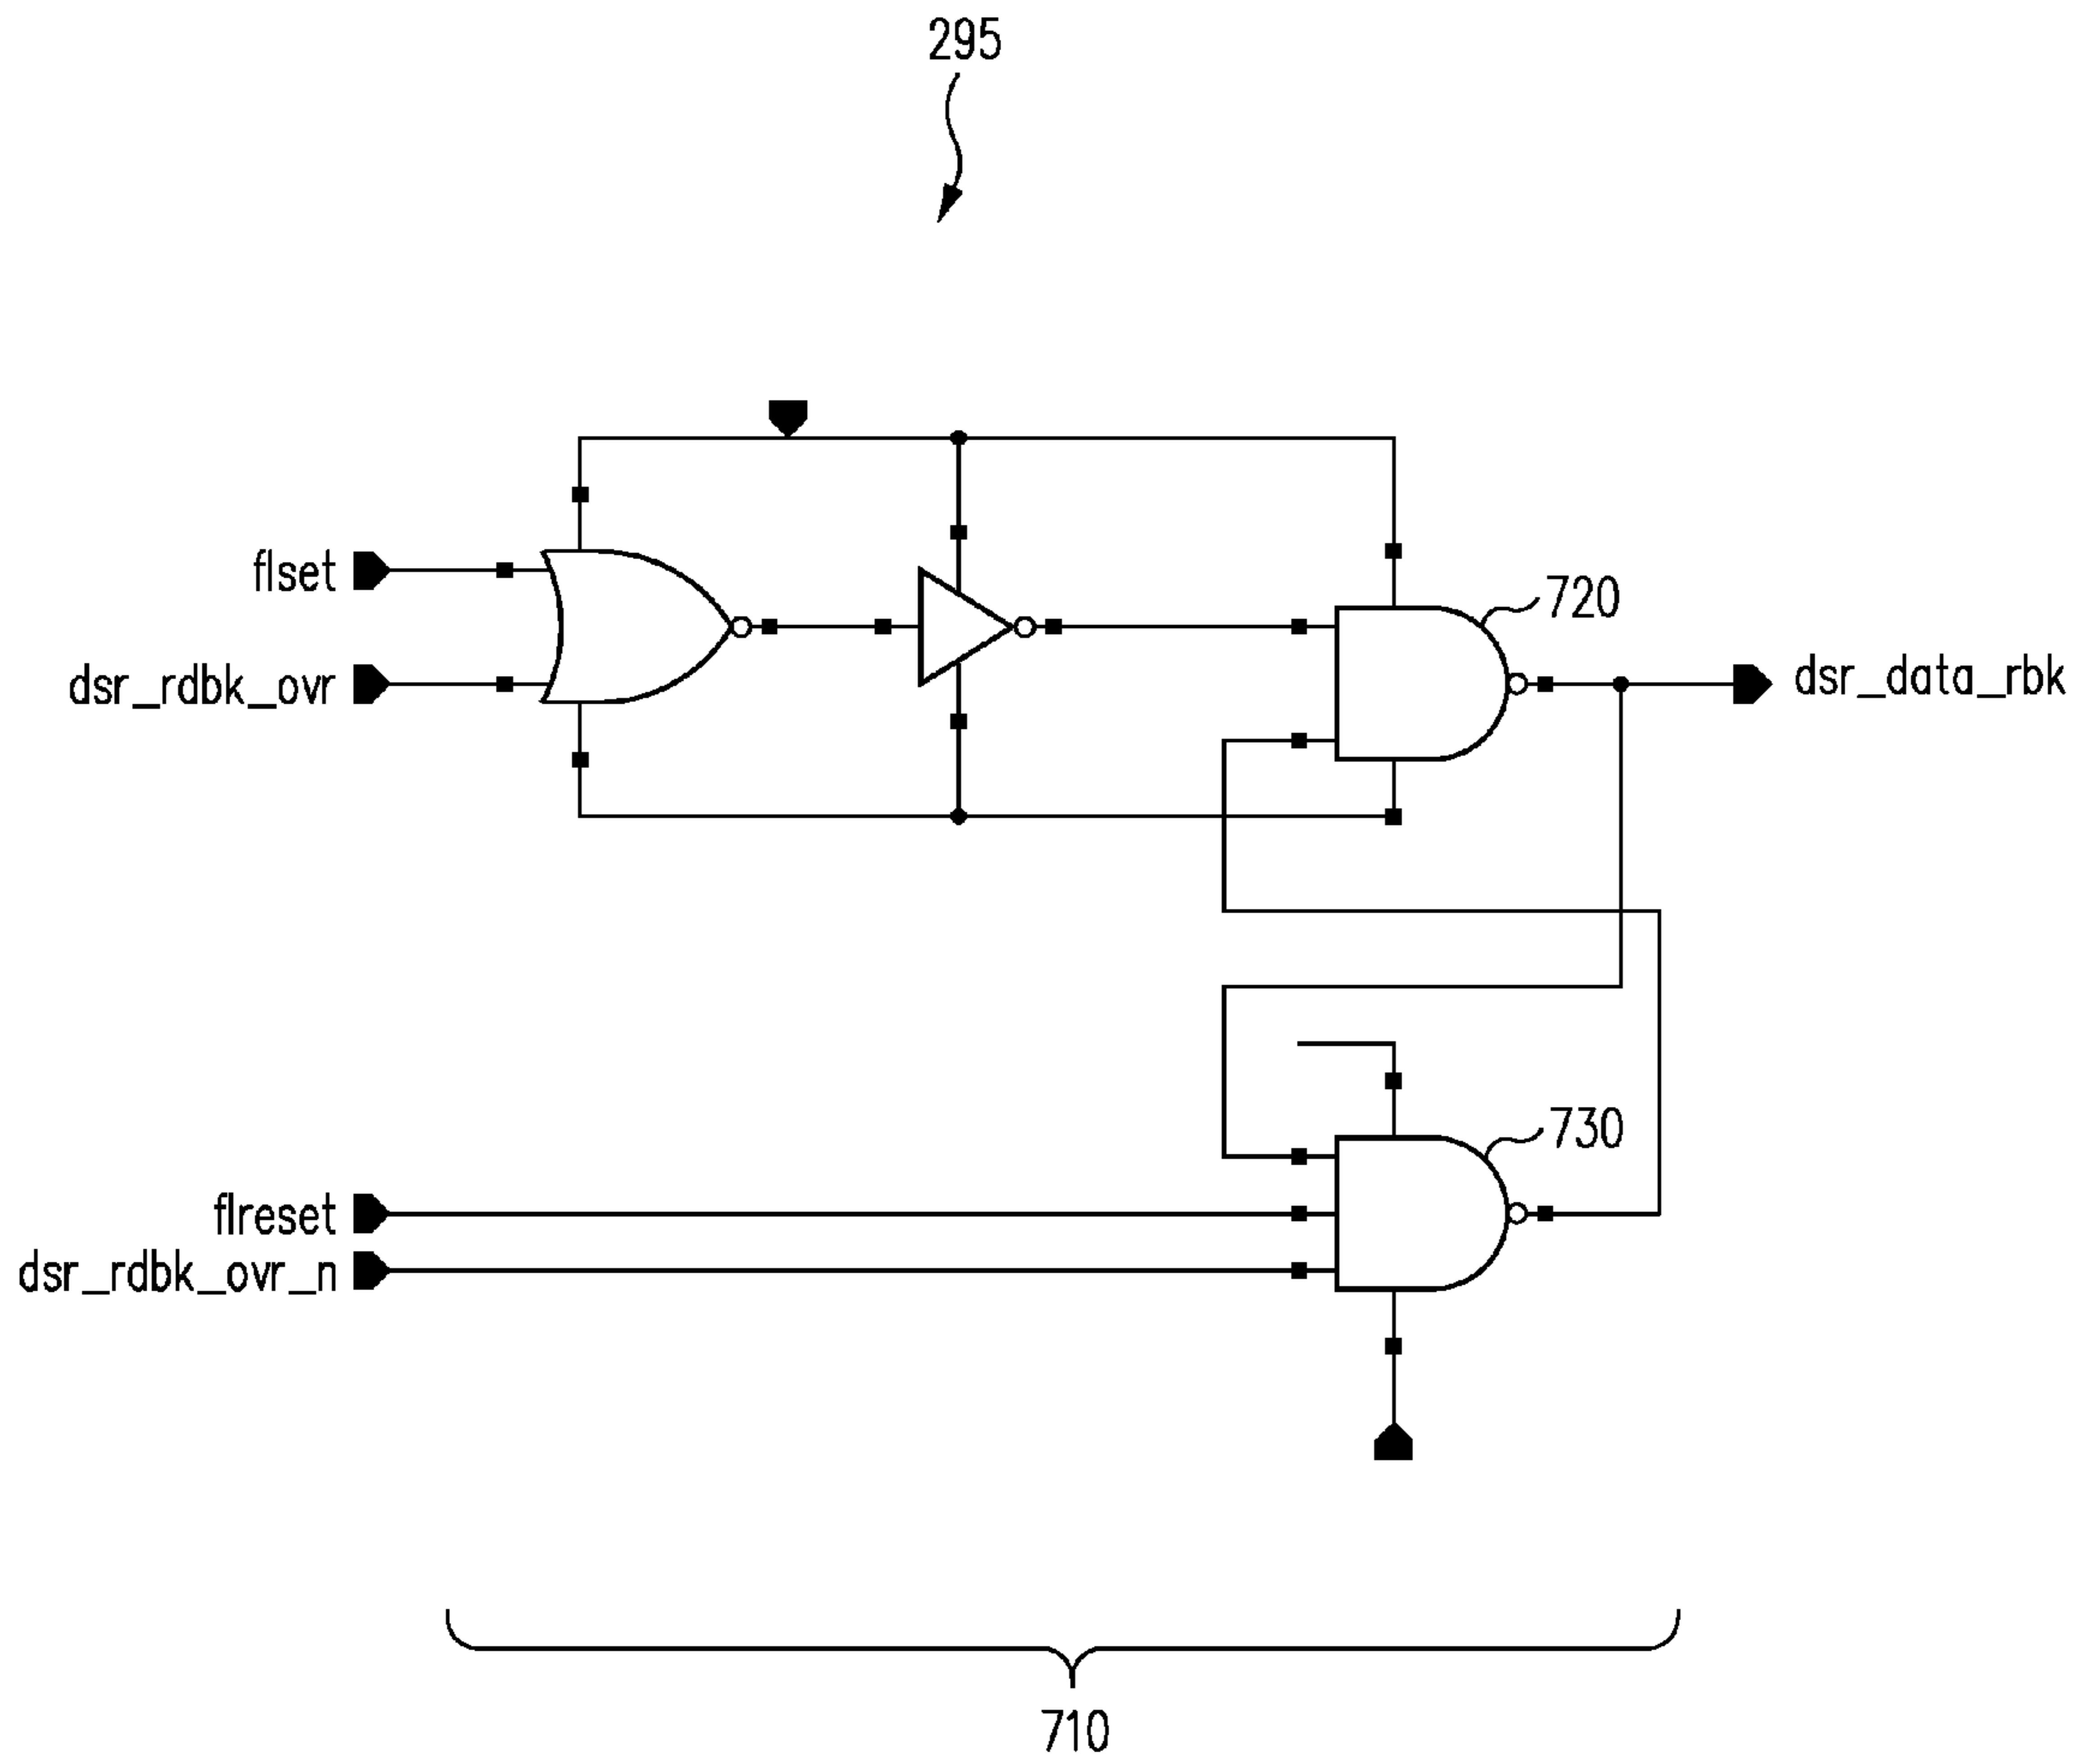 295
flset
720
dsr_rdbk_ovr
dsr_data_rbk
730
flreset
dsr_rdbk_ovr_n
710